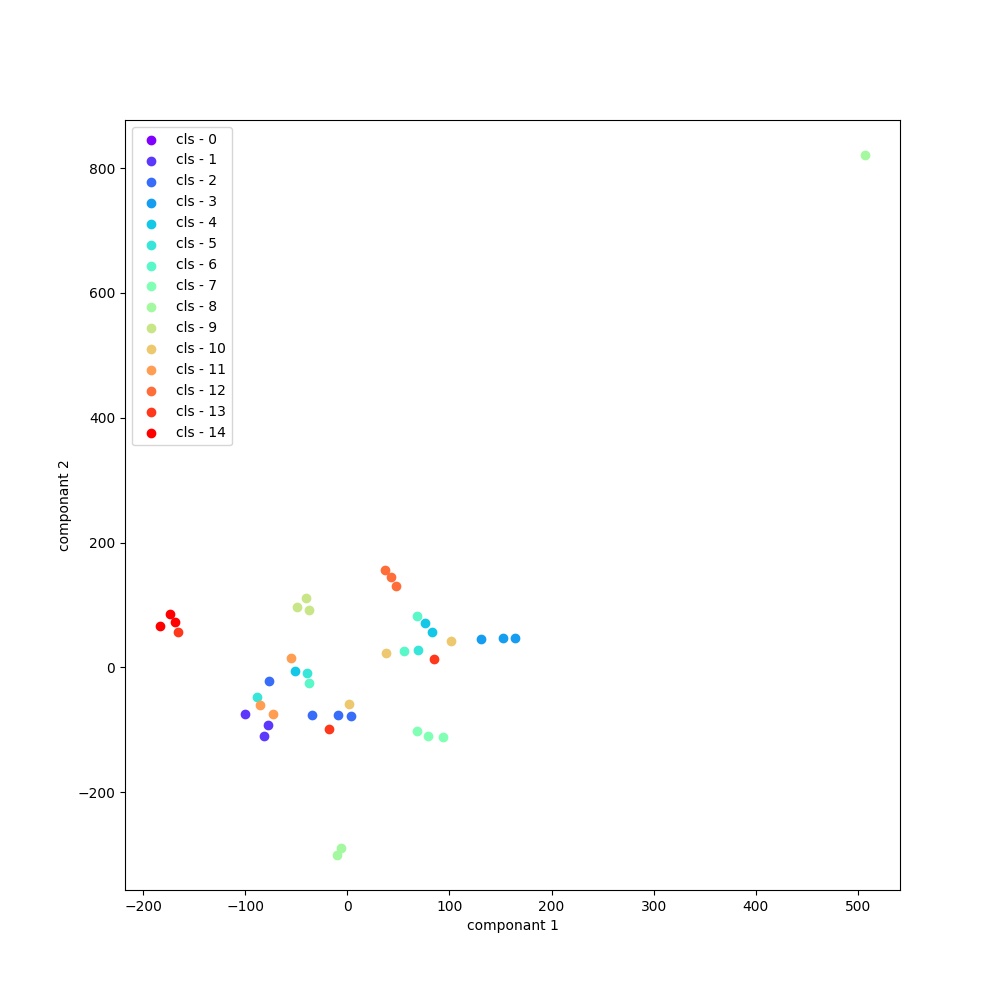 cls - 0
cls - 1
cls - 2
cls - 3
cls - 4
cls - 5
cls - 6
cls - 7
cls - 8
cls - 9
cls - 10
cls - 11
cls - 12
cls - 13
cls - 14
800
600
400
200
0
−200
componant 2
−200 −100 0 100 200 300 400 500
componant 1